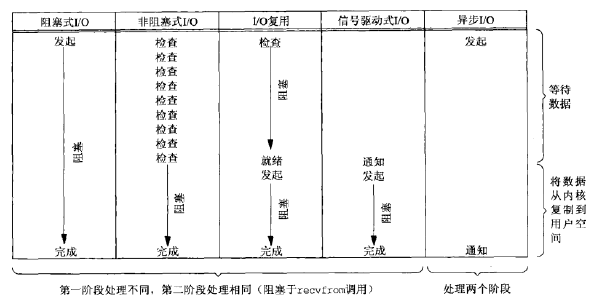 阻塞式I/O 非阻塞式I/O I/O复用 信号驱动式I/O 异步I/O
发起 检查 检查 发起
检查
检查
检查
检查
检查
检查
检查
检查 就绪 通知
发起 发起
阻塞
阻塞
阻塞
阻塞
阻塞
完成 完成 完成 完成 通知
等待
数据
将数据
从内核
复制到
用户空
间
第一阶段处理不同，第二阶段处理相同（阻塞于recvfrom调用） 处理两个阶段